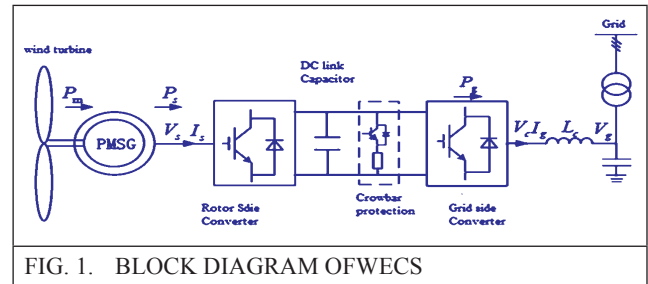 Grid
wind turbine
DC link
Capacitor
Pm
Ps
Pg
PMSG
Vs Is
Vc Ig
Lc
Vg
Rotor Sdie
Converter
Crowbar
protection
Grid side
Converter
FIG. 1. BLOCK DIAGRAM OFWECS